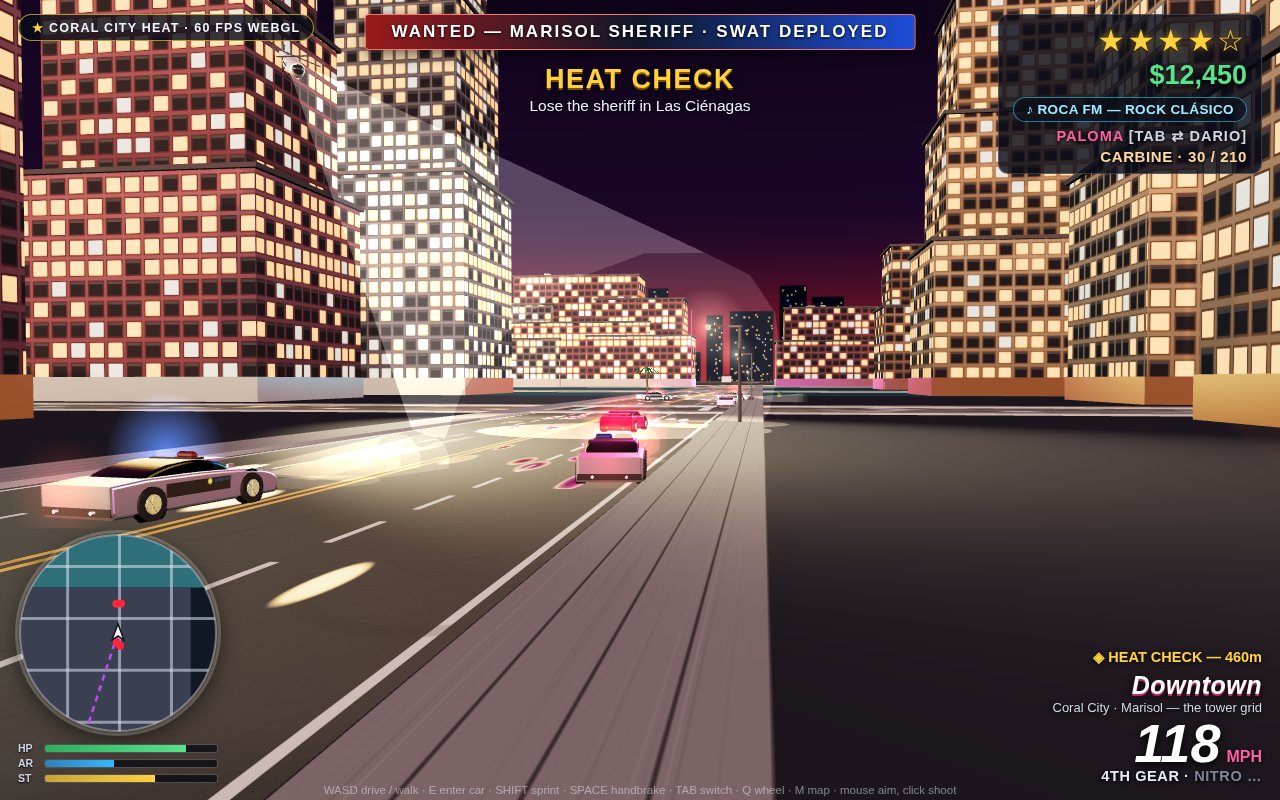 ★ CORAL CITY HEAT · 60 FPS WEBGL
WANTED — MARISOL SHERIFF · SWAT DEPLOYED
HEAT CHECK
Lose the sheriff in Las Ciénagas
★★★★☆
$12,450
♪ ROCA FM — ROCK CLÁSICO
PALOMA [TAB ⇄ DARIO]
CARBINE · 30 / 210
HP
AR
ST
◈ HEAT CHECK — 460m
Downtown
Coral City · Marisol — the tower grid
118 MPH
4TH GEAR · NITRO ...
WASD drive / walk · E enter car · SHIFT sprint · SPACE handbrake · TAB switch · Q wheel · M map · mouse aim, click shoot